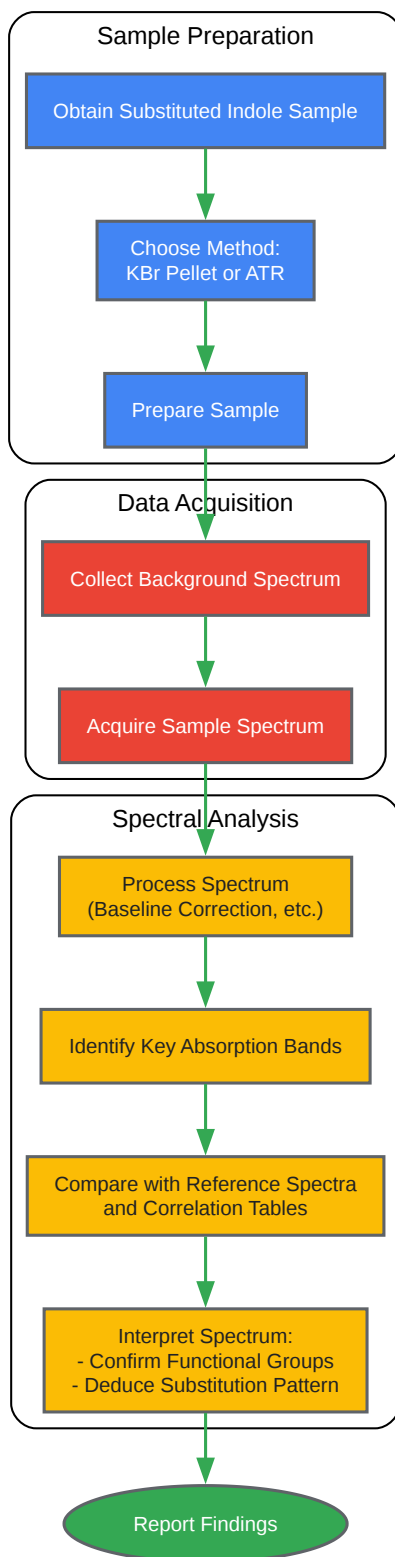 Sample Preparation
Obtain Substituted Indole Sample
Choose Method:
KBr Pellet or ATR
Prepare Sample
Data Acquisition
Collect Background Spectrum
Acquire Sample Spectrum
Spectral Analysis
Process Spectrum
(Baseline Correction, etc.)
Identify Key Absorption Bands
Compare with Reference Spectra
and Correlation Tables
Interpret Spectrum:
- Confirm Functional Groups
- Deduce Substitution Pattern
Report Findings